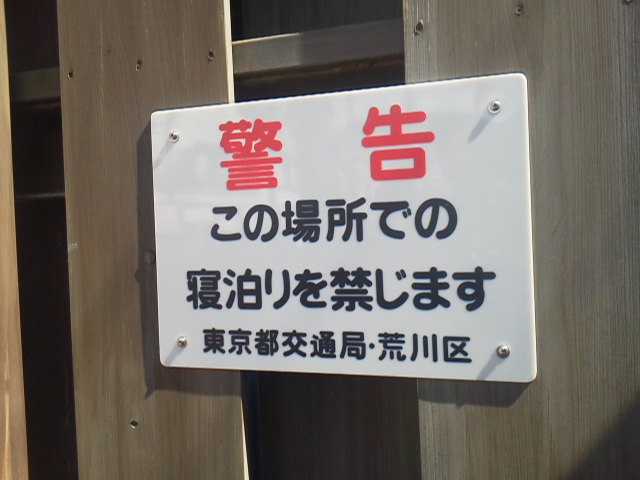 警告
この場所での
寝泊りを禁じます
東京都交通局・荒川区